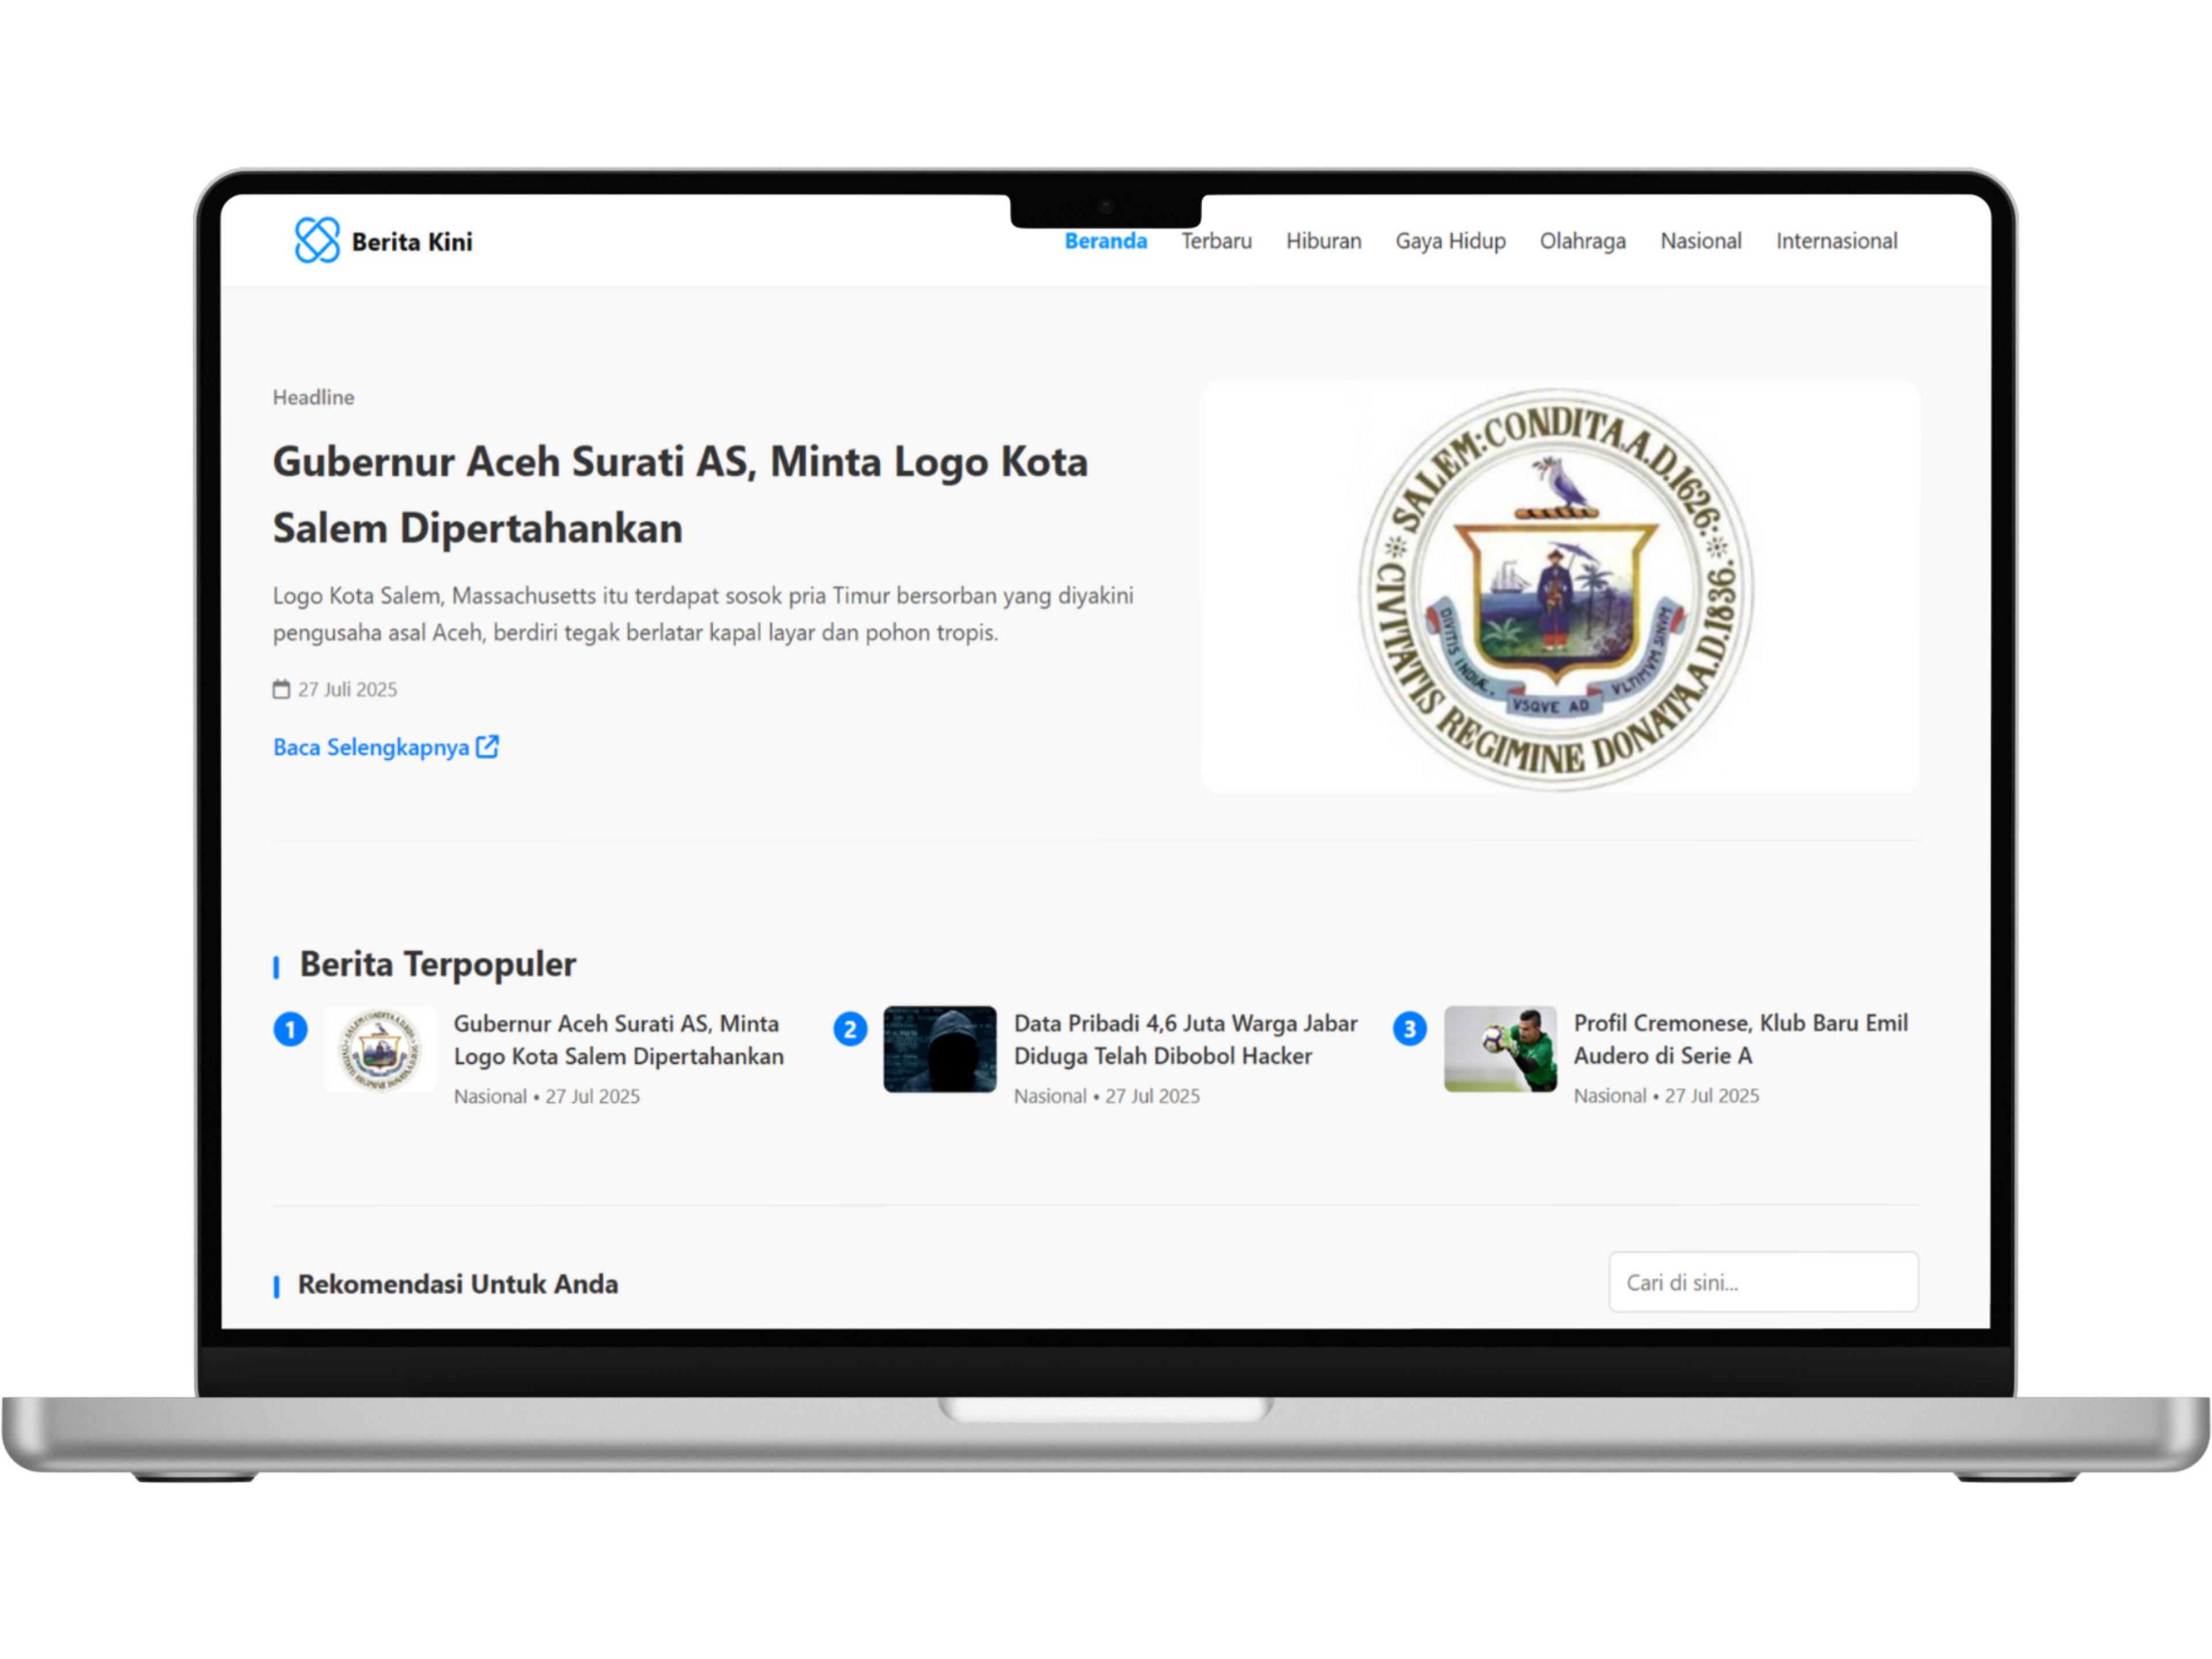 Berita Kini
Beranda Terbaru Hiburan Gaya Hidup Olahraga Nasional Internasional
Headline
Gubernur Aceh Surati AS, Minta Logo Kota
Salem Dipertahankan
Logo Kota Salem, Massachusetts itu terdapat sosok pria Timur bersorban yang diyakini
pengusaha asal Aceh, berdiri tegak berlatar kapal layar dan pohon tropis.
27 Juli 2025
Baca Selengkapnya
SALEM:CONDITA.A.D.1626:
CIVITATIS REGIMINE DONATA.A.D.1836.
DIVITIS INDIÆ,
VSQVE AD
VLTIMVM SINVM
Berita Terpopuler
1
Gubernur Aceh Surati AS, Minta
Logo Kota Salem Dipertahankan
Nasional • 27 Jul 2025
2
Data Pribadi 4,6 Juta Warga Jabar
Diduga Telah Dibobol Hacker
Nasional • 27 Jul 2025
3
Profil Cremonese, Klub Baru Emil
Audero di Serie A
Nasional • 27 Jul 2025
Rekomendasi Untuk Anda
Cari di sini...